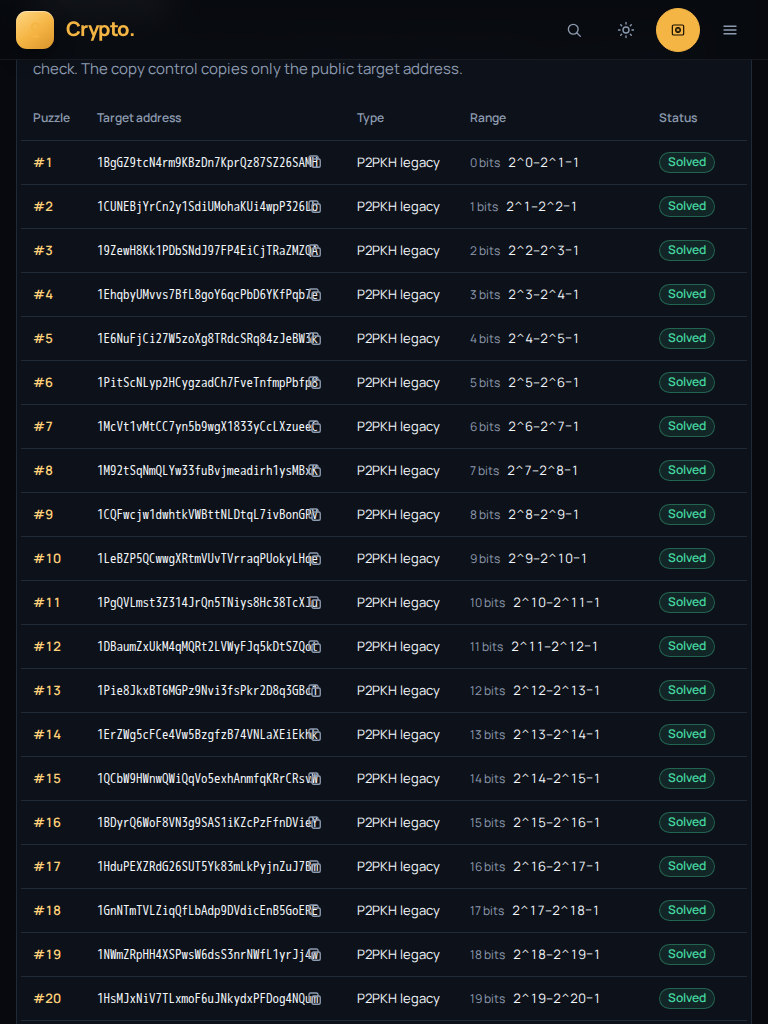 Crypto.
check. The copy control copies only the public target address.
Puzzle Target address Type Range Status
#1 1BgGZ9tcN4rm9KBzDn7KprQz87SZ26SAMH P2PKH legacy 0 bits 2^0–2^1−1 Solved
#2 1CUNEBjYrCn2y1SdiUMohaKUi4wpP326Lb P2PKH legacy 1 bits 2^1–2^2−1 Solved
#3 19ZewH8Kk1PDbSNdJ97FP4EiCjTRaZMZQA P2PKH legacy 2 bits 2^2–2^3−1 Solved
#4 1EhqbyUMvvs7BfL8goY6qcPbD6YKfPqb7e P2PKH legacy 3 bits 2^3–2^4−1 Solved
#5 1E6NuFjCi27W5zoXg8TRdcSRq84zJeBW3k P2PKH legacy 4 bits 2^4–2^5−1 Solved
#6 1PitScNLyp2HCygzadCh7FveTnfmpPbfp8 P2PKH legacy 5 bits 2^5–2^6−1 Solved
#7 1McVt1vMtCC7yn5b9wgX1833yCcLXzueeC P2PKH legacy 6 bits 2^6–2^7−1 Solved
#8 1M92tSqNmQLYw33fuBvjmeadirh1ysMBxK P2PKH legacy 7 bits 2^7–2^8−1 Solved
#9 1CQFwcjw1dwhtkVWBttNLDtqL7ivBonGPV P2PKH legacy 8 bits 2^8–2^9−1 Solved
#10 1LeBZP5QCwwgXRtmVUvTVrraqPUokyLHqe P2PKH legacy 9 bits 2^9–2^10−1 Solved
#11 1PgQVLmst3Z314JrQn5TNiys8Hc38TcXJu P2PKH legacy 10 bits 2^10–2^11−1 Solved
#12 1DBaumZxUkM4qMQRt2LVWyFJq5kDtSZQot P2PKH legacy 11 bits 2^11–2^12−1 Solved
#13 1Pie8JkxBT6MGPz9Nvi3fsPkr2D8q3GBc1 P2PKH legacy 12 bits 2^12–2^13−1 Solved
#14 1ErZWg5cFCe4Vw5BzgfzB74VNLaXEiEkhk P2PKH legacy 13 bits 2^13–2^14−1 Solved
#15 1QCbW9HWnwQWiQqVo5exhAnmfqKRrCRsvW P2PKH legacy 14 bits 2^14–2^15−1 Solved
#16 1BDyrQ6WoF8VN3g9SAS1iKZcPzFfnDVieY P2PKH legacy 15 bits 2^15–2^16−1 Solved
#17 1HduPEXZRdG26SUT5Yk83mLkPyjnZuJ7Bm P2PKH legacy 16 bits 2^16–2^17−1 Solved
#18 1GnNTmTVLZiqQfLbAdp9DVdicEnB5GoERE P2PKH legacy 17 bits 2^17–2^18−1 Solved
#19 1NWmZRpHH4XSPwsW6dsS3nrNWfL1yrJj4w P2PKH legacy 18 bits 2^18–2^19−1 Solved
#20 1HsMJxNiV7TLxmoF6uJNkydxPFDog4NQum P2PKH legacy 19 bits 2^19–2^20−1 Solved